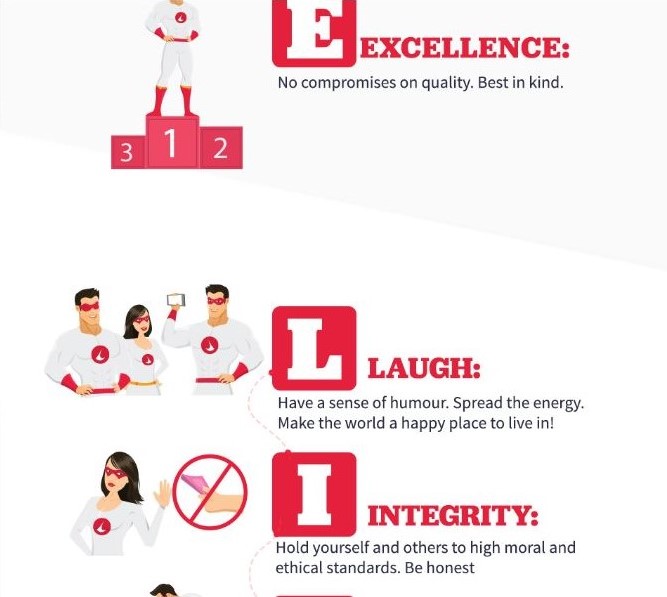 E
EXCELLENCE:
No compromises on quality. Best in kind.
3 1 2
L
LAUGH:
Have a sense of humour. Spread the energy.
Make the world a happy place to live in!
I
INTEGRITY:
Hold yourself and others to high moral and
ethical standards. Be honest